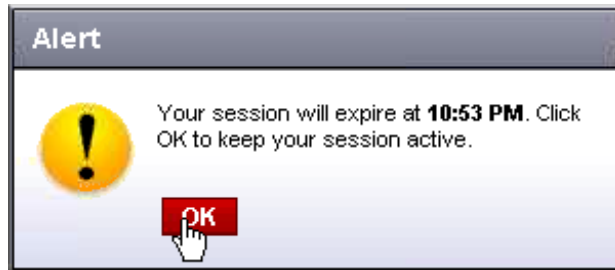 Alert
Your session will expire at 10:53 PM. Click
OK to keep your session active.
OK